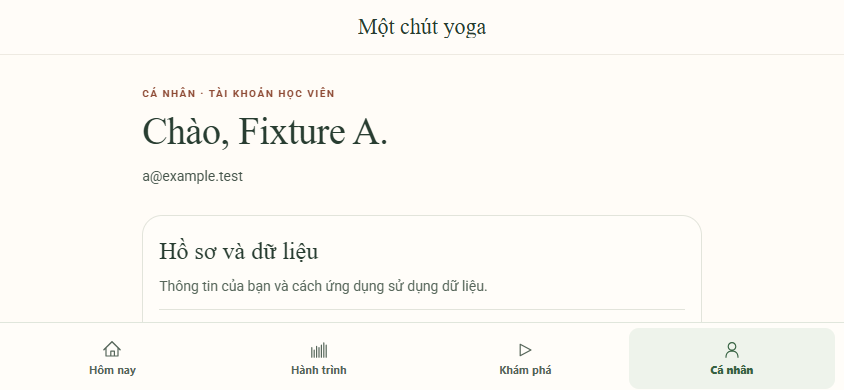 Một chút yoga
CÁ NHÂN · TÀI KHOẢN HỌC VIÊN
Chào, Fixture A.
a@example.test
Hồ sơ và dữ liệu
Thông tin của bạn và cách ứng dụng sử dụng dữ liệu.
Hôm nay
Hành trình
Khám phá
Cá nhân